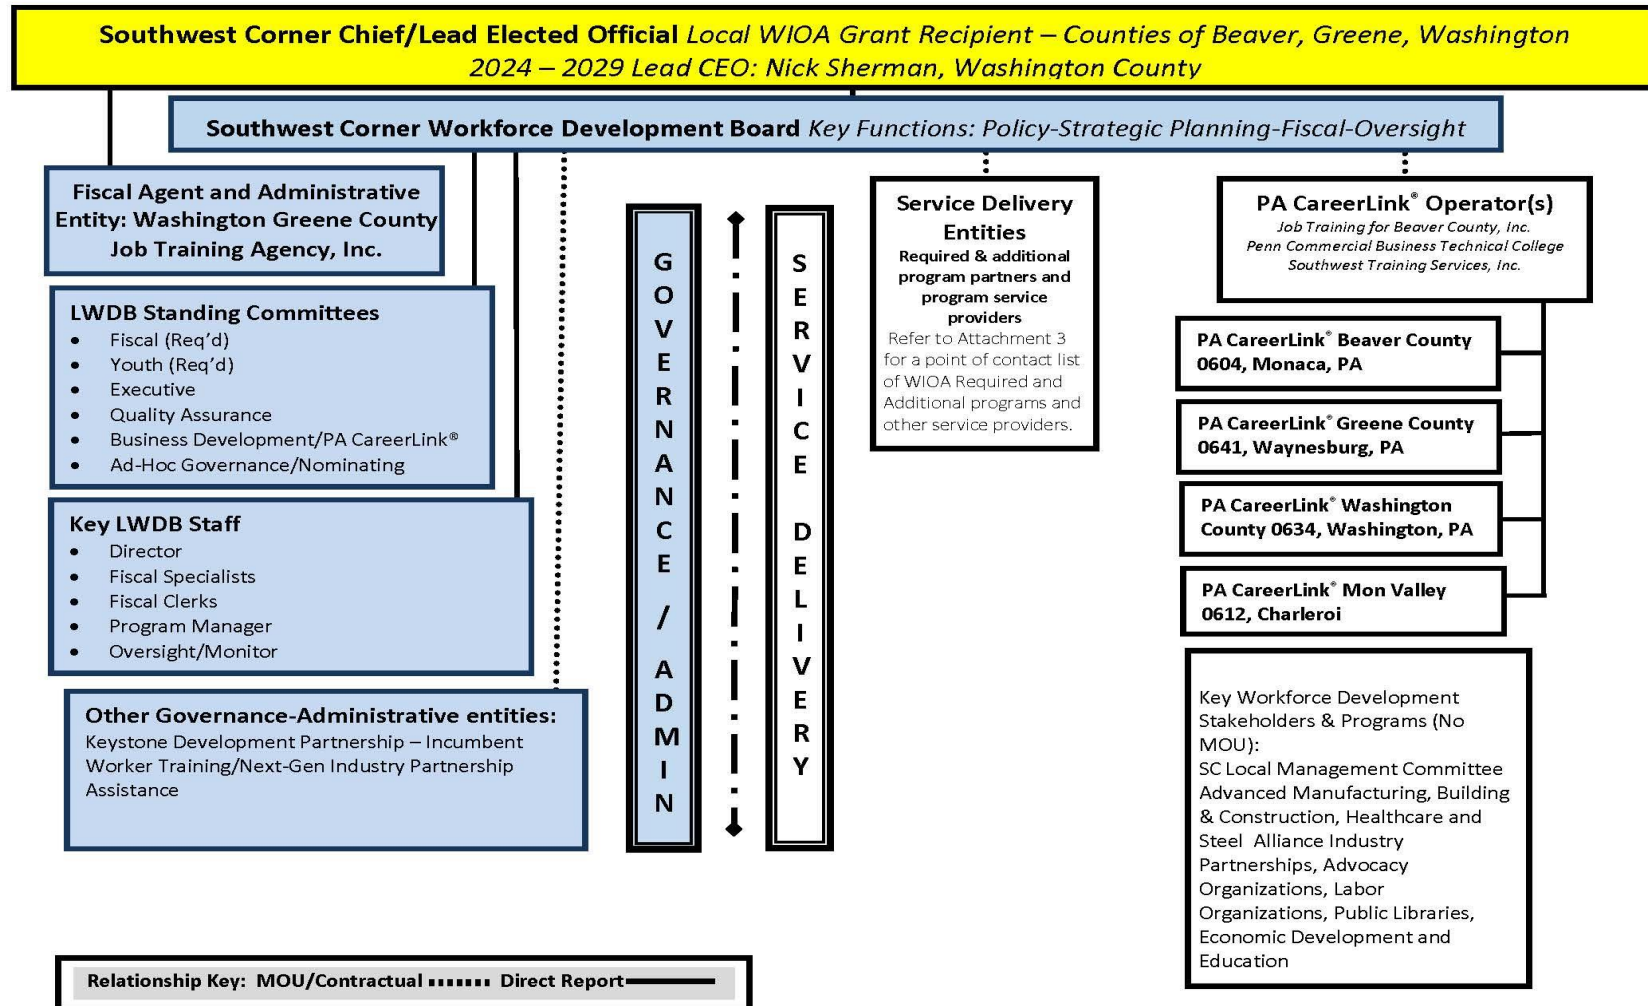 Southwest Corner Chief/Lead Elected Official Local WIOA Grant Recipient – Counties of Beaver, Greene, Washington
2024 – 2029 Lead CEO: Nick Sherman, Washington County
Southwest Corner Workforce Development Board Key Functions: Policy-Strategic Planning-Fiscal-Oversight
Fiscal Agent and Administrative
Entity: Washington Greene County
Job Training Agency, Inc.
LWDB Standing Committees
• Fiscal (Req’d)
• Youth (Req’d)
• Executive
• Quality Assurance
• Business Development/PA CareerLink®
• Ad-Hoc Governance/Nominating
Key LWDB Staff
• Director
• Fiscal Specialists
• Fiscal Clerks
• Program Manager
• Oversight/Monitor
Other Governance-Administrative entities:
Keystone Development Partnership – Incumbent
Worker Training/Next-Gen Industry Partnership
Assistance
GOVERNANCE / ADMIN
SERVICE DELIVERY
Service Delivery
Entities
Required & additional
program partners and
program service
providers
Refer to Attachment 3
for a point of contact list
of WIOA Required and
Additional programs and
other service providers.
PA CareerLink® Operator(s)
Job Training for Beaver County, Inc.
Penn Commercial Business Technical College
Southwest Training Services, Inc.
PA CareerLink® Beaver County
0604, Monaca, PA
PA CareerLink® Greene County
0641, Waynesburg, PA
PA CareerLink® Washington
County 0634, Washington, PA
PA CareerLink® Mon Valley
0612, Charleroi
Key Workforce Development
Stakeholders & Programs (No
MOU):
SC Local Management Committee
Advanced Manufacturing, Building
& Construction, Healthcare and
Steel Alliance Industry
Partnerships, Advocacy
Organizations, Labor
Organizations, Public Libraries,
Economic Development and
Education
Relationship Key: MOU/Contractual Direct Report